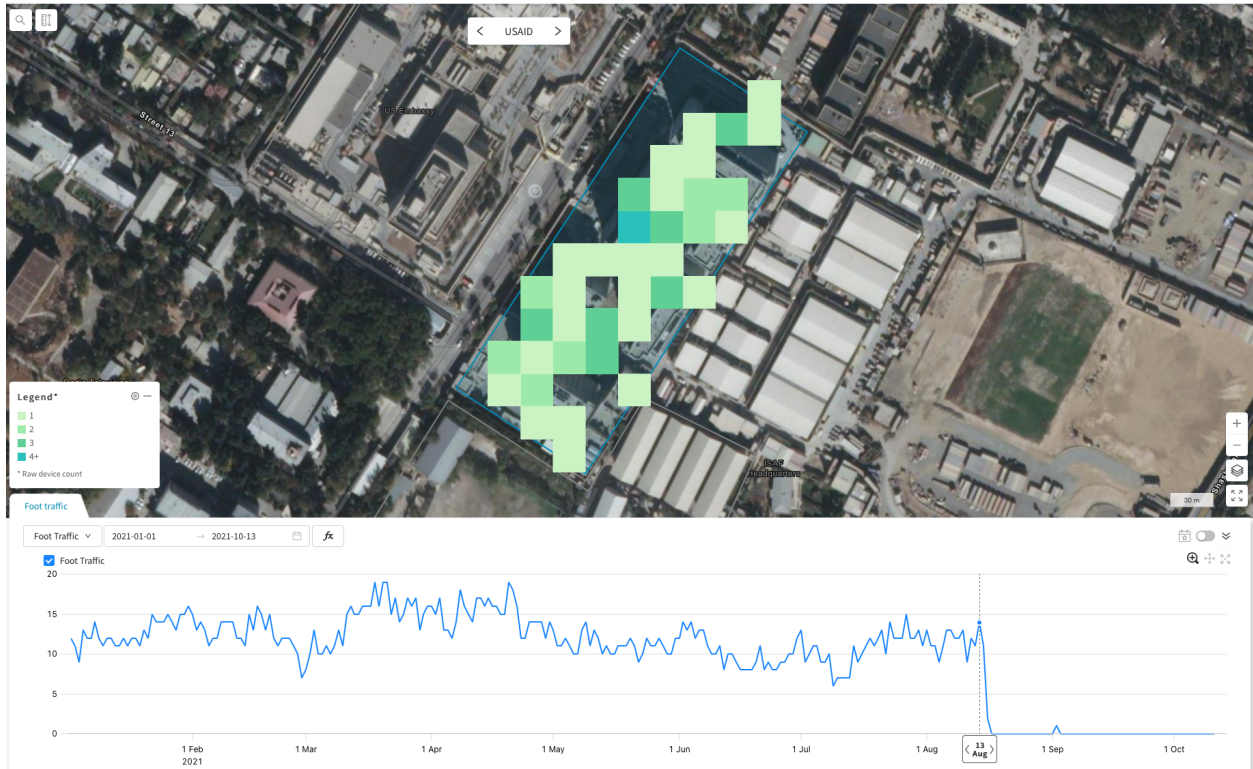 < USAID >
US Embassy
Street 13
Legend*
1
2
3
4+
* Raw device count
ISAF
Headquarters
30 m
Foot traffic
Foot Traffic 2021-01-01 → 2021-10-13 fx
Foot Traffic
20
15
10
5
0
1 Feb 1 Mar 1 Apr 1 May 1 Jun 1 Jul 1 Aug 13 1 Sep 1 Oct
Aug
2021